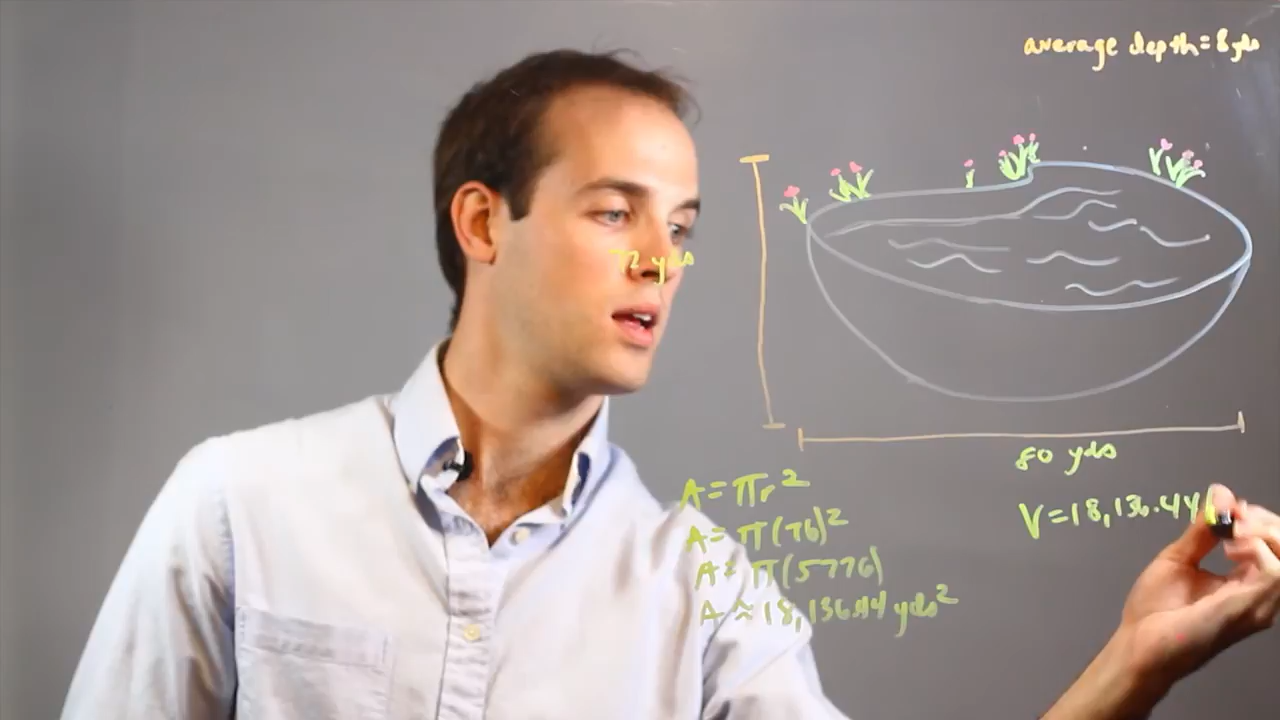 average depth = 8 yds
72 yds
80 yds
A = πr²
A = π(76)²
A = π(5776)
A ≈ 18,136.44 yds²
V = 18,136.44